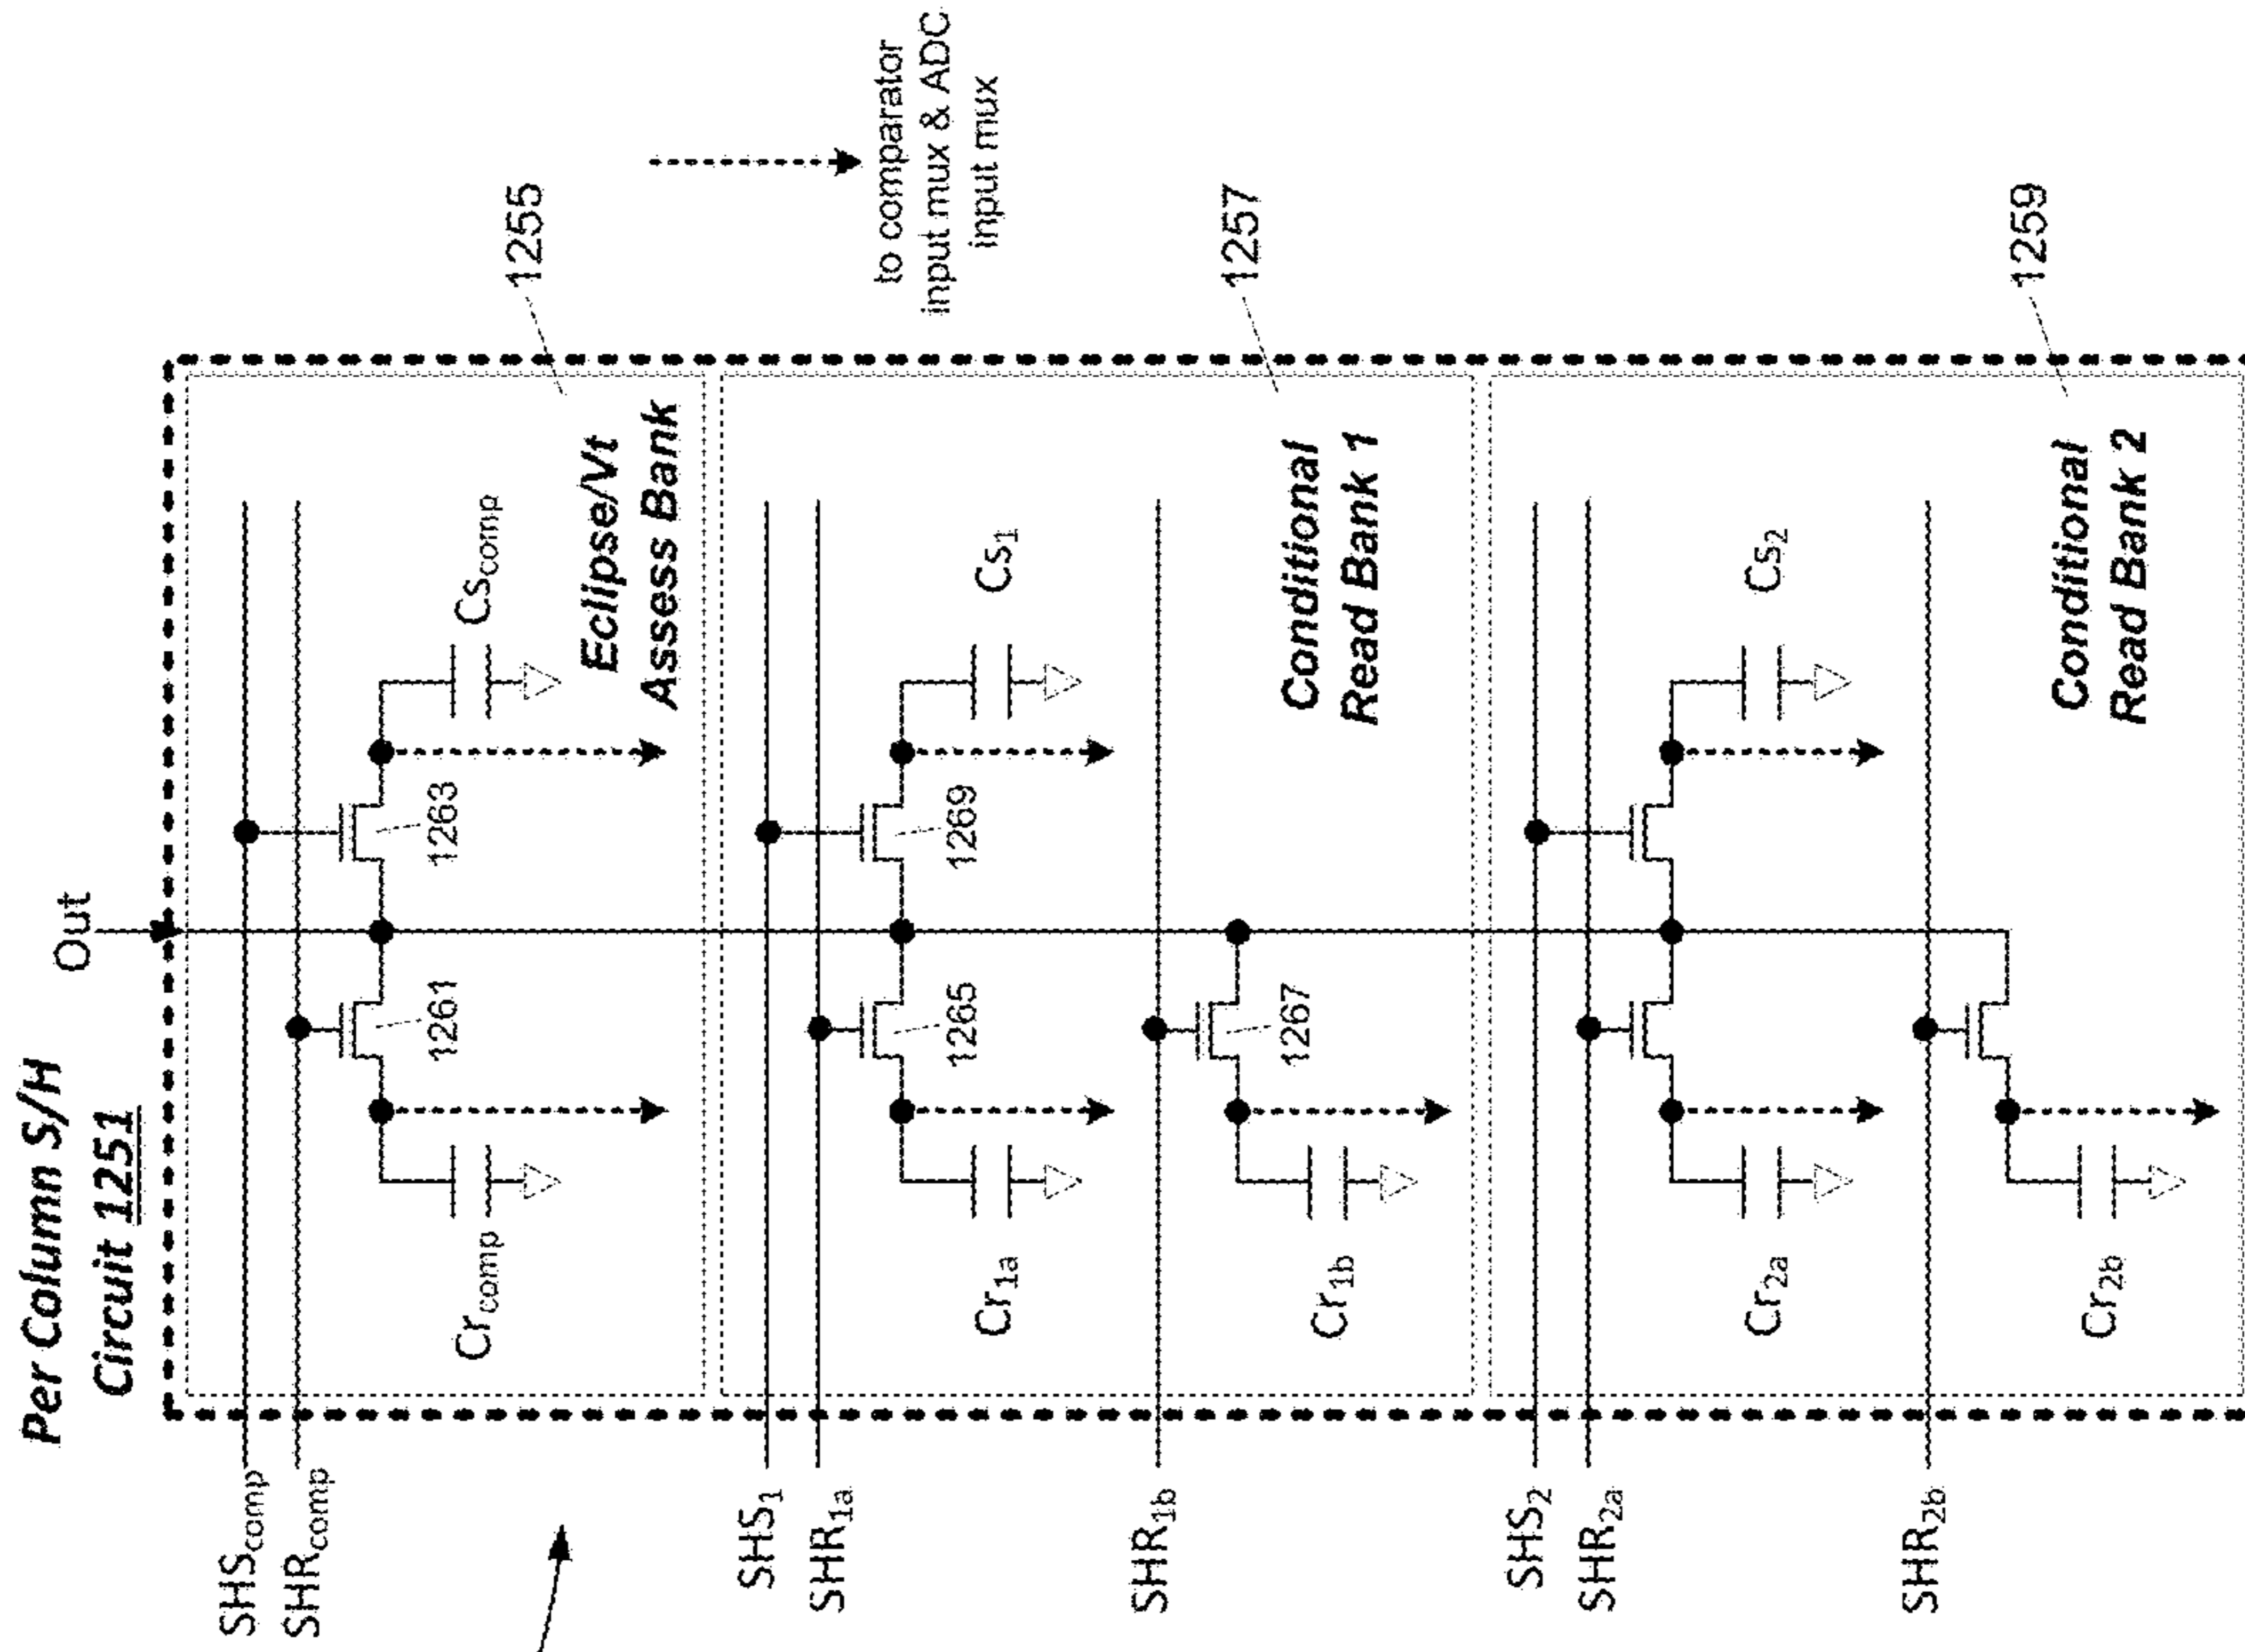 Per Column S/H
Circuit 1251
Out
SHScomp
SHRcomp
1261
1263
Crcomp
Cscomp
Eclipse/Vt
Assess Bank
1255
to comparator
input mux & ADC
input mux
SHS1
SHR1a
1265
1269
Cr1a
Cs1
SHR1b
1267
Cr1b
Conditional
Read Bank 1
1257
SHS2
SHR2a
Cr2a
Cs2
SHR2b
Cr2b
Conditional
Read Bank 2
1259